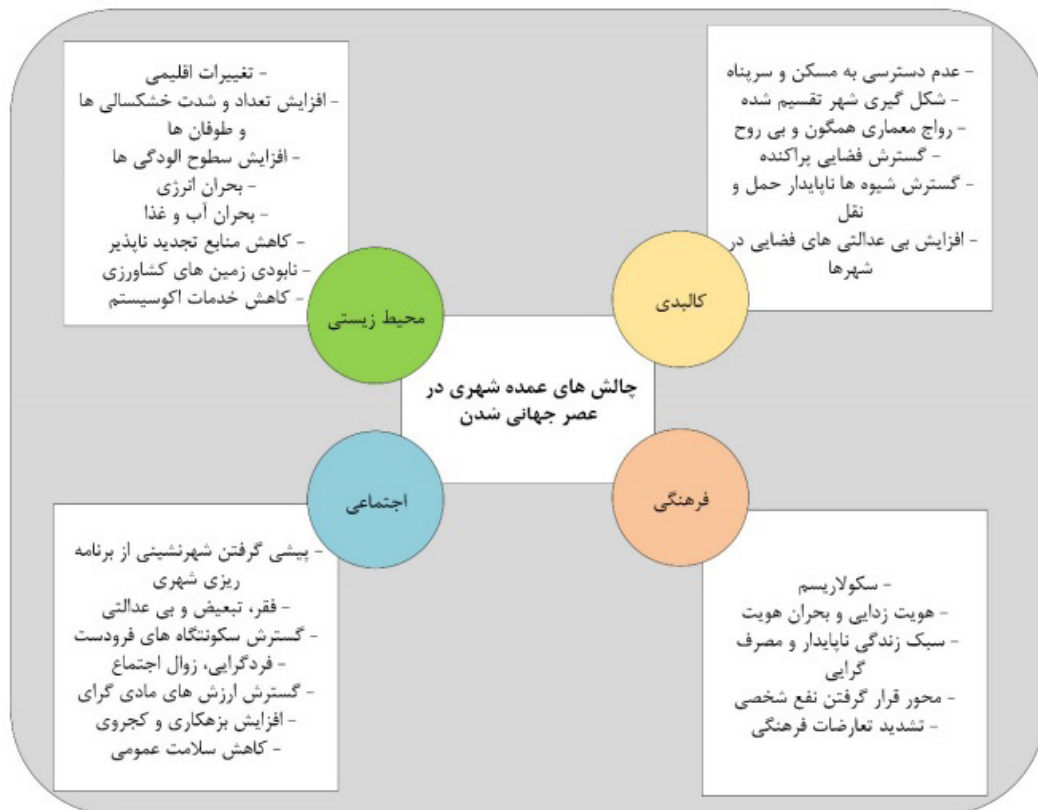 - عدم دسترسی به مسکن و سرپناه
- شکل گیری شهر تقسیم شده
- رواج معماری همگون و بی روح
- گسترش فضایی پراکنده
- گسترش شیوه ها ناپایدار حمل و
نقل
- افزایش بی عدالتی های فضایی در
شهرها
کالبدی
- تغییرات اقلیمی
- افزایش تعداد و شدت خشکسالی ها
و طوفان ها
- افزایش سطوح الودگی ها
- بحران انرژی
- بحران آب و غذا
- کاهش منابع تجدید ناپذیر
- نابودی زمین های کشاورزی
- کاهش خدمات اکوسیستم
محیط زیستی
چالش های عمده شهری در
عصر جهانی شدن
فرهنگی
- سکولاریسم
- هویت زدایی و بحران هویت
- سبک زندگی ناپایدار و مصرف
گرایی
- محور قرار گرفتن نفع شخصی
- تشدید تعارضات فرهنگی
اجتماعی
- پیشی گرفتن شهرنشینی از برنامه
ریزی شهری
- فقر، تبعیض و بی عدالتی
- گسترش سکونتگاه های فرودست
- فردگرایی، زوال اجتماع
- گسترش ارزش های مادی گرای
- افزایش بزهکاری و کجروی
- کاهش سلامت عمومی